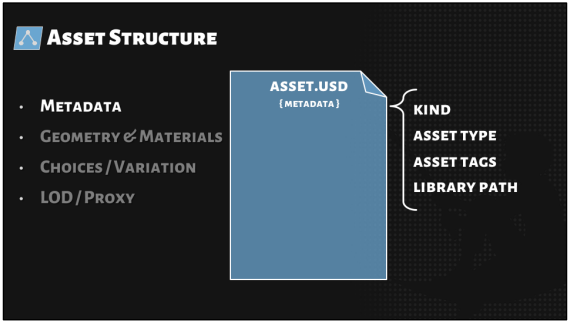 Asset Structure
• Metadata
• Geometry & Materials
• Choices / Variation
• LOD / Proxy
ASSET.USD
{ METADATA }
KIND
ASSET TYPE
ASSET TAGS
LIBRARY PATH